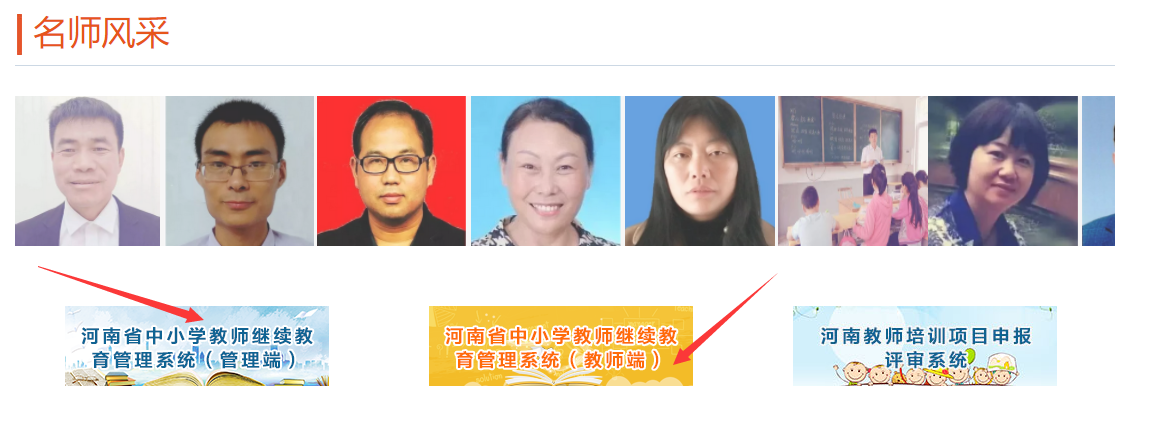 名师风采
河南省中小学教师继续教
育管理系统（管理端）
河南省中小学教师继续教
育管理系统（教师端）
河南教师培训项目申报
评审系统